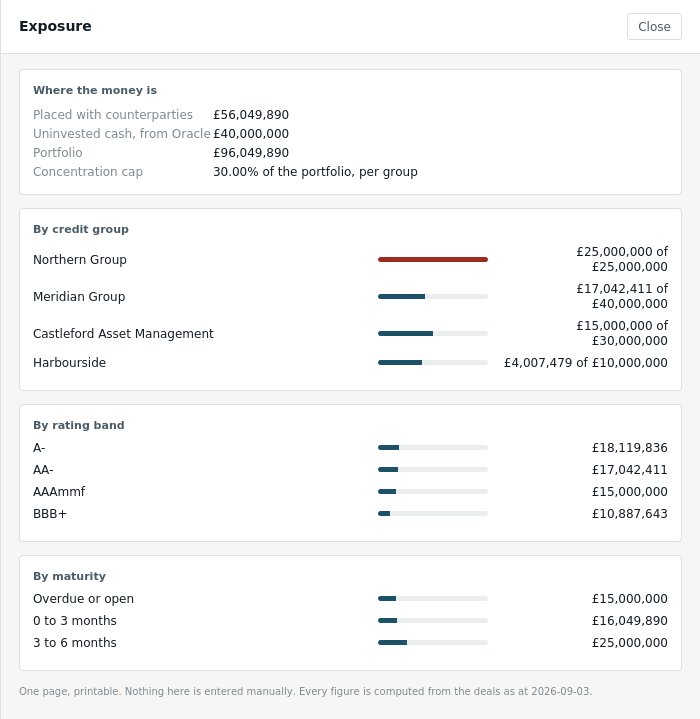 Exposure
Close
Where the money is
Placed with counterparties £56,049,890
Uninvested cash, from Oracle £40,000,000
Portfolio £96,049,890
Concentration cap 30.00% of the portfolio, per group
By credit group
Northern Group £25,000,000 of
£25,000,000
Meridian Group £17,042,411 of
£40,000,000
Castleford Asset Management £15,000,000 of
£30,000,000
Harbourside £4,007,479 of £10,000,000
By rating band
A- £18,119,836
AA- £17,042,411
AAAmmf £15,000,000
BBB+ £10,887,643
By maturity
Overdue or open £15,000,000
0 to 3 months £16,049,890
3 to 6 months £25,000,000
One page, printable. Nothing here is entered manually. Every figure is computed from the deals as at 2026-09-03.